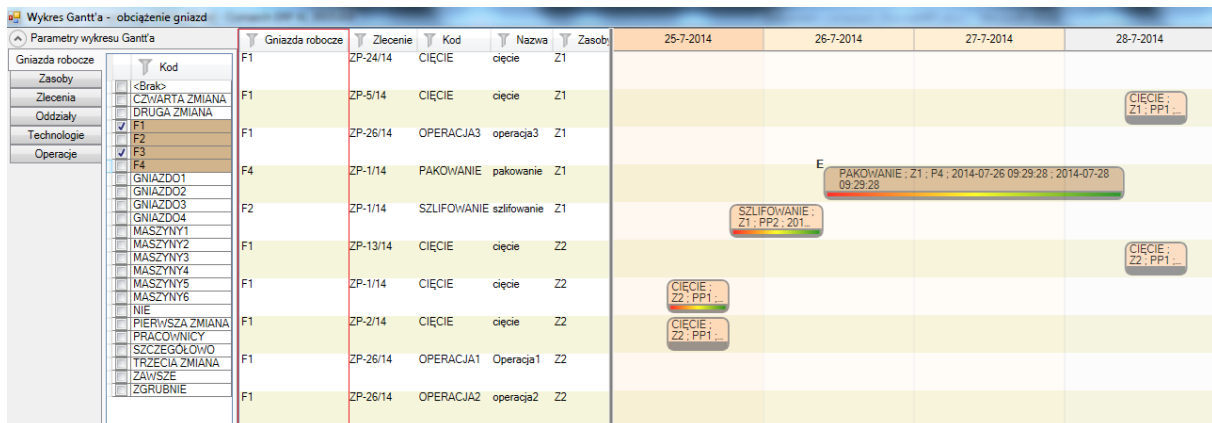 Wykres Gantt'a - obciążenie gniazd
Parametry wykresu Gantt'a
Gniazda robocze
Zasoby
Zlecenia
Oddziały
Technologie
Operacje
Kod
<Brak>
CZWARTA ZMIANA
DRUGA ZMIANA
F1
F2
F3
F4
GNIAZDO1
GNIAZDO2
GNIAZDO3
GNIAZDO4
MASZYNY1
MASZYNY2
MASZYNY3
MASZYNY4
MASZYNY5
MASZYNY6
NIE
PIERWSZA ZMIANA
PRACOWNICY
SZCZEGÓŁOWO
TRZECIA ZMIANA
ZAWSZE
ZGRUBNIE
Gniazda robocze Zlecenie Kod Nazwa Zasoby 25-7-2014 26-7-2014 27-7-2014 28-7-2014
F1 ZP-24/14 CIĘCIE cięcie Z1
F1 ZP-5/14 CIĘCIE cięcie Z1
CIĘCIE ;
Z1 ; PP1 ;...
F1 ZP-26/14 OPERACJA3 operacja3 Z1
F4 ZP-1/14 PAKOWANIE pakowanie Z1
E
PAKOWANIE ; Z1 ; P4 ; 2014-07-26 09:29:28 ; 2014-07-28
09:29:28
F2 ZP-1/14 SZLIFOWANIE szlifowanie Z1
SZLIFOWANIE ;
Z1 ; PP2 ; 201...
F1 ZP-13/14 CIĘCIE cięcie Z2
CIĘCIE ;
Z2 ; PP1 ;...
F1 ZP-1/14 CIĘCIE cięcie Z2
CIĘCIE ;
Z2 ; PP1 ;...
F1 ZP-2/14 CIĘCIE cięcie Z2
CIĘCIE ;
Z2 ; PP1 ;...
F1 ZP-26/14 OPERACJA1 Operacja1 Z2
F1 ZP-26/14 OPERACJA2 operacja2 Z2